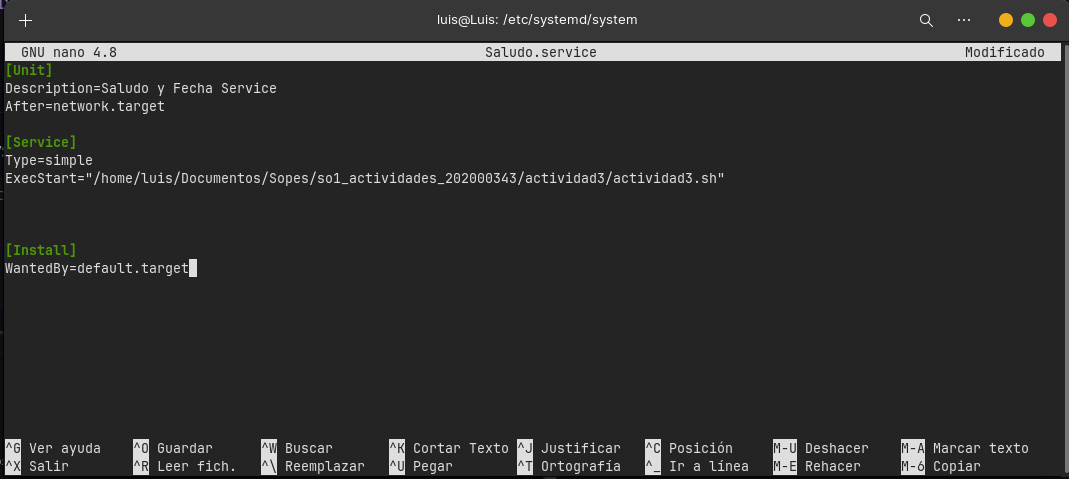 luis@Luis: /etc/systemd/system
GNU nano 4.8 Saludo.service Modificado
[Unit]
Description=Saludo y Fecha Service
After=network.target
[Service]
Type=simple
ExecStart="/home/luis/Documentos/Sopes/so1_actividades_202000343/actividad3/actividad3.sh"
[Install]
WantedBy=default.target
^G Ver ayuda ^O Guardar ^W Buscar ^K Cortar Texto ^J Justificar ^C Posición M-U Deshacer M-A Marcar texto
^X Salir ^R Leer fich. ^\ Reemplazar ^U Pegar ^T Ortografía ^_ Ir a línea M-E Rehacer M-6 Copiar